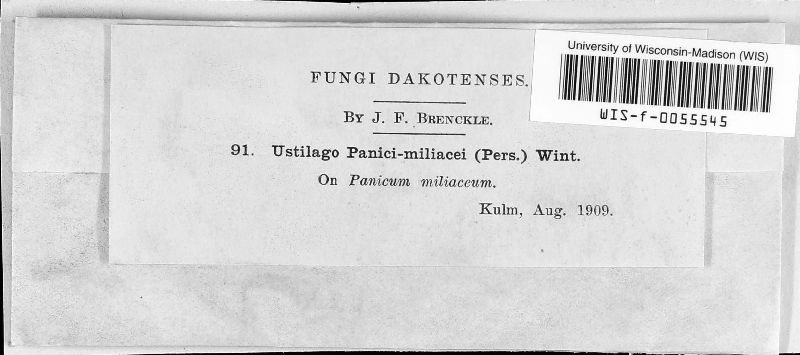 University of Wisconsin-Madison (WIS)
WIS-f-0055545
FUNGI DAKOTENSES.
BY J. F. BRENCKLE.
91. Ustilago Panici-miliacei (Pers.) Wint.
On Panicum miliaceum.
Kulm, Aug. 1909.